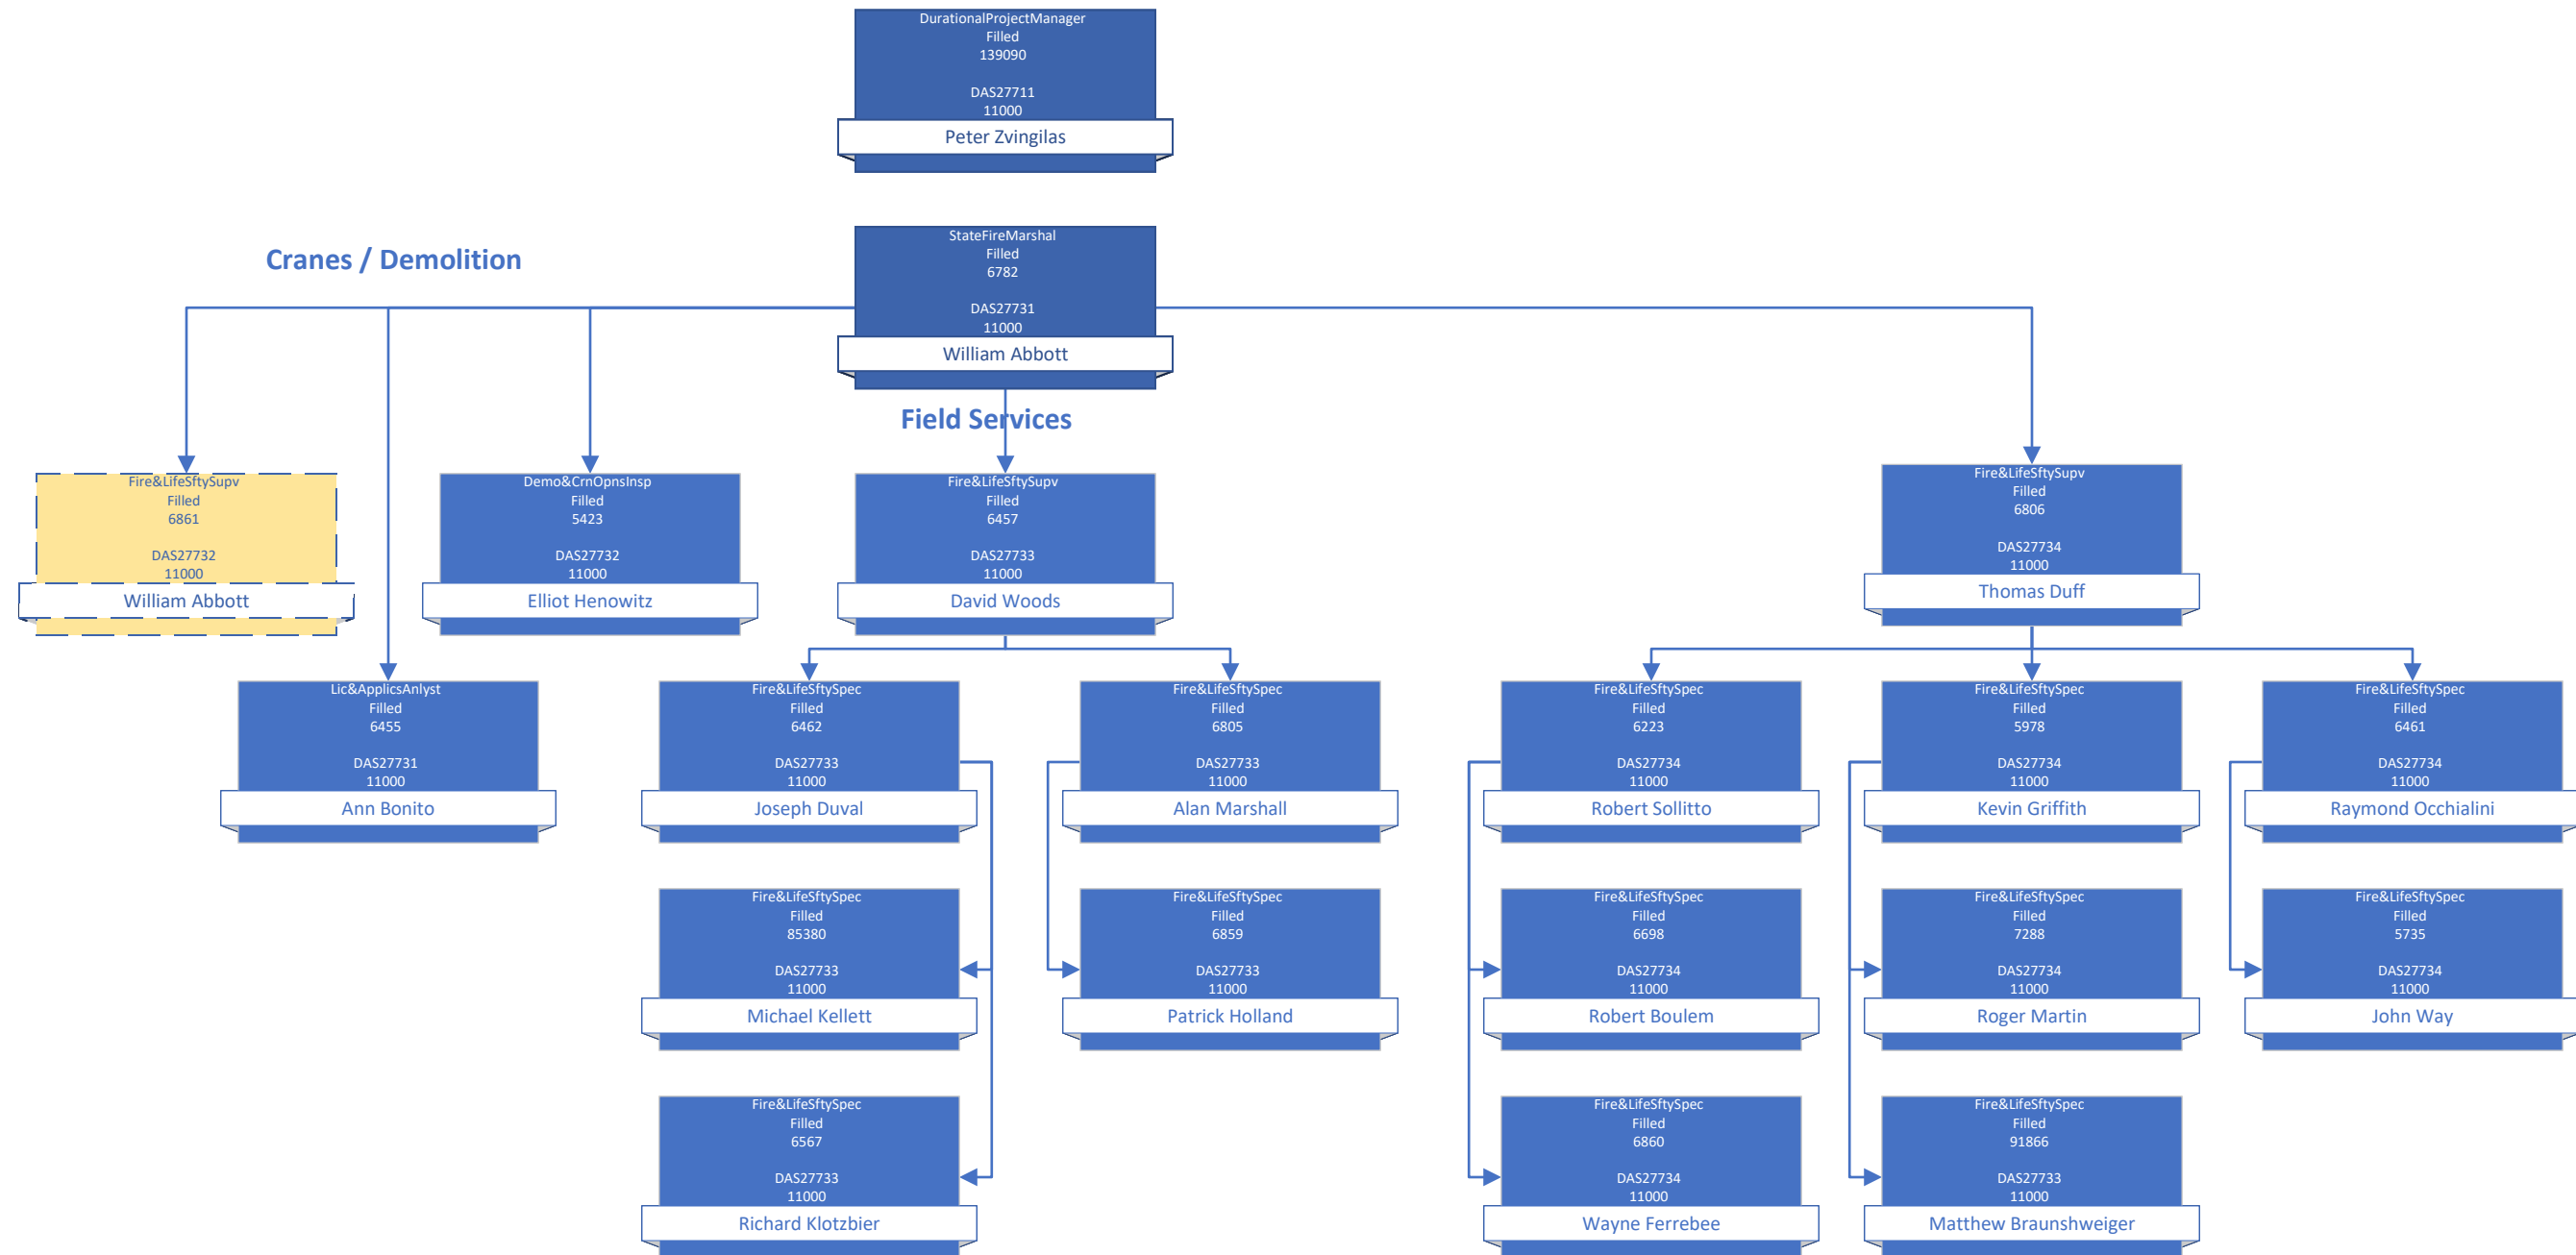 DurationalProjectManager
Filled
139090
DAS27711
11000
Peter Zvingilas
StateFireMarshal
Filled
6782
DAS27731
11000
William Abbott
Cranes / Demolition
Field Services
Fire&LifeSftySupv
Filled
6861
DAS27732
11000
William Abbott
Demo&CrnOpnsInsp
Filled
5423
DAS27732
11000
Elliot Henowitz
Fire&LifeSftySupv
Filled
6457
DAS27733
11000
David Woods
Fire&LifeSftySupv
Filled
6806
DAS27734
11000
Thomas Duff
Lic&ApplicsAnlyst
Filled
6455
DAS27731
11000
Ann Bonito
Fire&LifeSftySpec
Filled
6462
DAS27733
11000
Joseph Duval
Fire&LifeSftySpec
Filled
6805
DAS27733
11000
Alan Marshall
Fire&LifeSftySpec
Filled
6223
DAS27734
11000
Robert Sollitto
Fire&LifeSftySpec
Filled
5978
DAS27734
11000
Kevin Griffith
Fire&LifeSftySpec
Filled
6461
DAS27734
11000
Raymond Occhialini
Fire&LifeSftySpec
Filled
85380
DAS27733
11000
Michael Kellett
Fire&LifeSftySpec
Filled
6859
DAS27733
11000
Patrick Holland
Fire&LifeSftySpec
Filled
6698
DAS27734
11000
Robert Boulem
Fire&LifeSftySpec
Filled
7288
DAS27734
11000
Roger Martin
Fire&LifeSftySpec
Filled
5735
DAS27734
11000
John Way
Fire&LifeSftySpec
Filled
6567
DAS27733
11000
Richard Klotzbier
Fire&LifeSftySpec
Filled
6860
DAS27734
11000
Wayne Ferrebee
Fire&LifeSftySpec
Filled
91866
DAS27733
11000
Matthew Braunshweiger